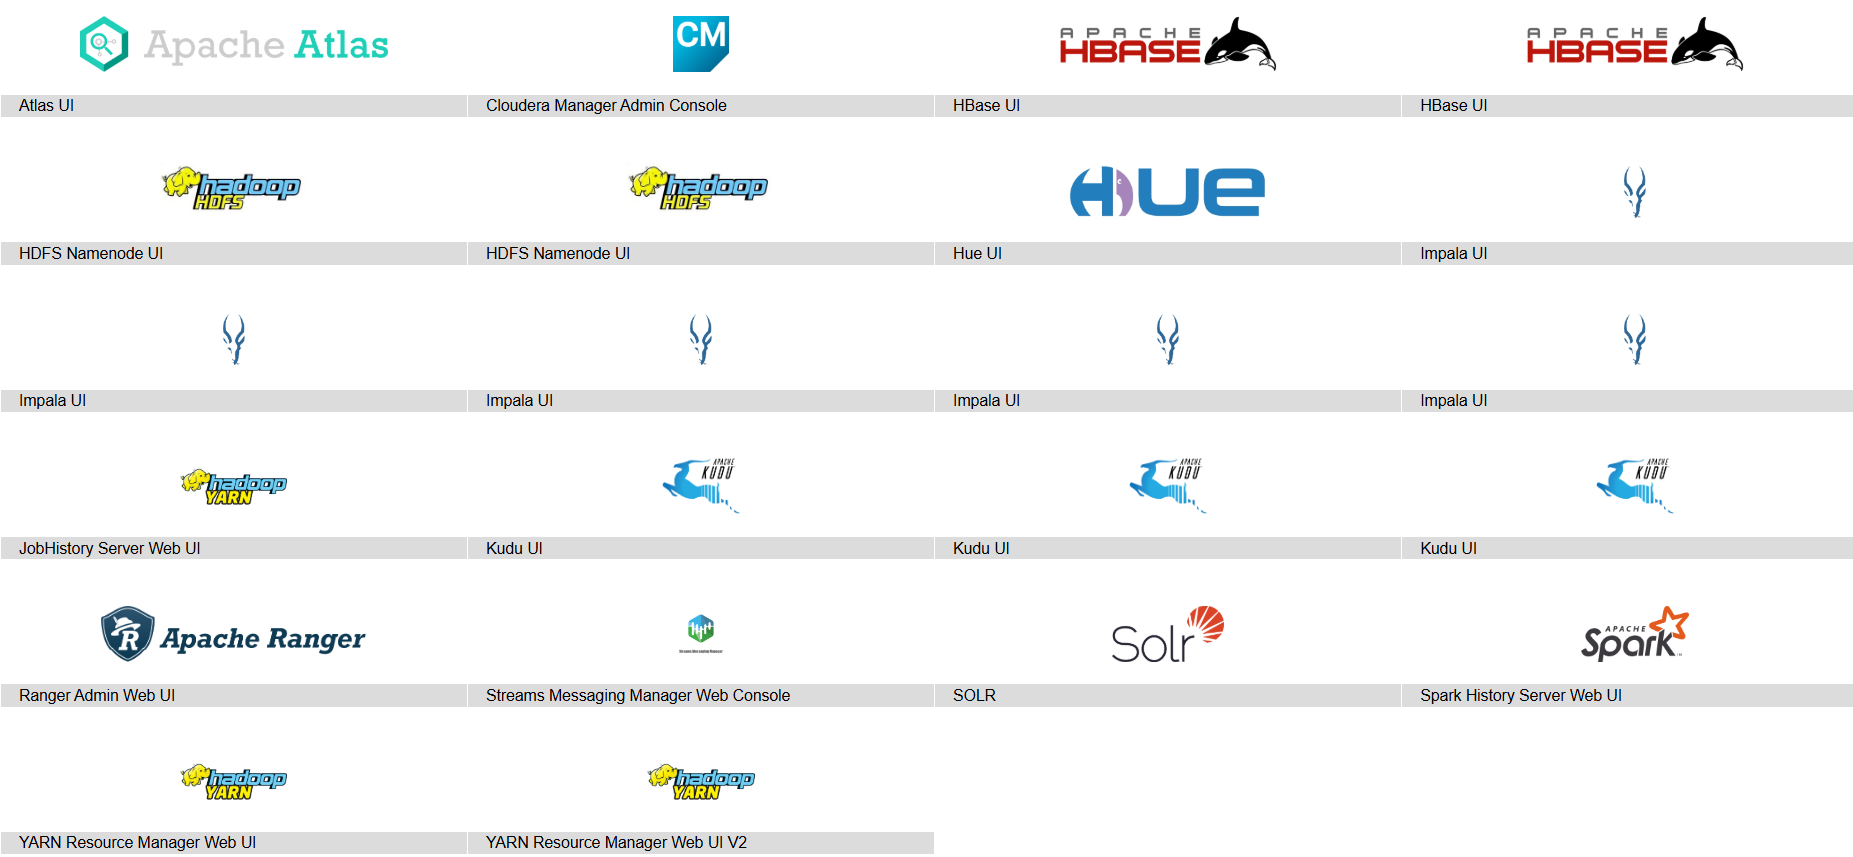 Apache Atlas
CM
APACHE
HBASE
APACHE
HBASE
Atlas UI
Cloudera Manager Admin Console
HBase UI
HBase UI
hadoop
HDFS
hadoop
HDFS
HUE
HDFS Namenode UI
HDFS Namenode UI
Hue UI
Impala UI
Impala UI
Impala UI
Impala UI
Impala UI
hadoop
YARN
APACHE
KUDU
APACHE
KUDU
APACHE
KUDU
JobHistory Server Web UI
Kudu UI
Kudu UI
Kudu UI
R
Apache Ranger
Streams Messaging Manager
Solr
APACHE
Spark
Ranger Admin Web UI
Streams Messaging Manager Web Console
SOLR
Spark History Server Web UI
hadoop
YARN
hadoop
YARN
YARN Resource Manager Web UI
YARN Resource Manager Web UI V2